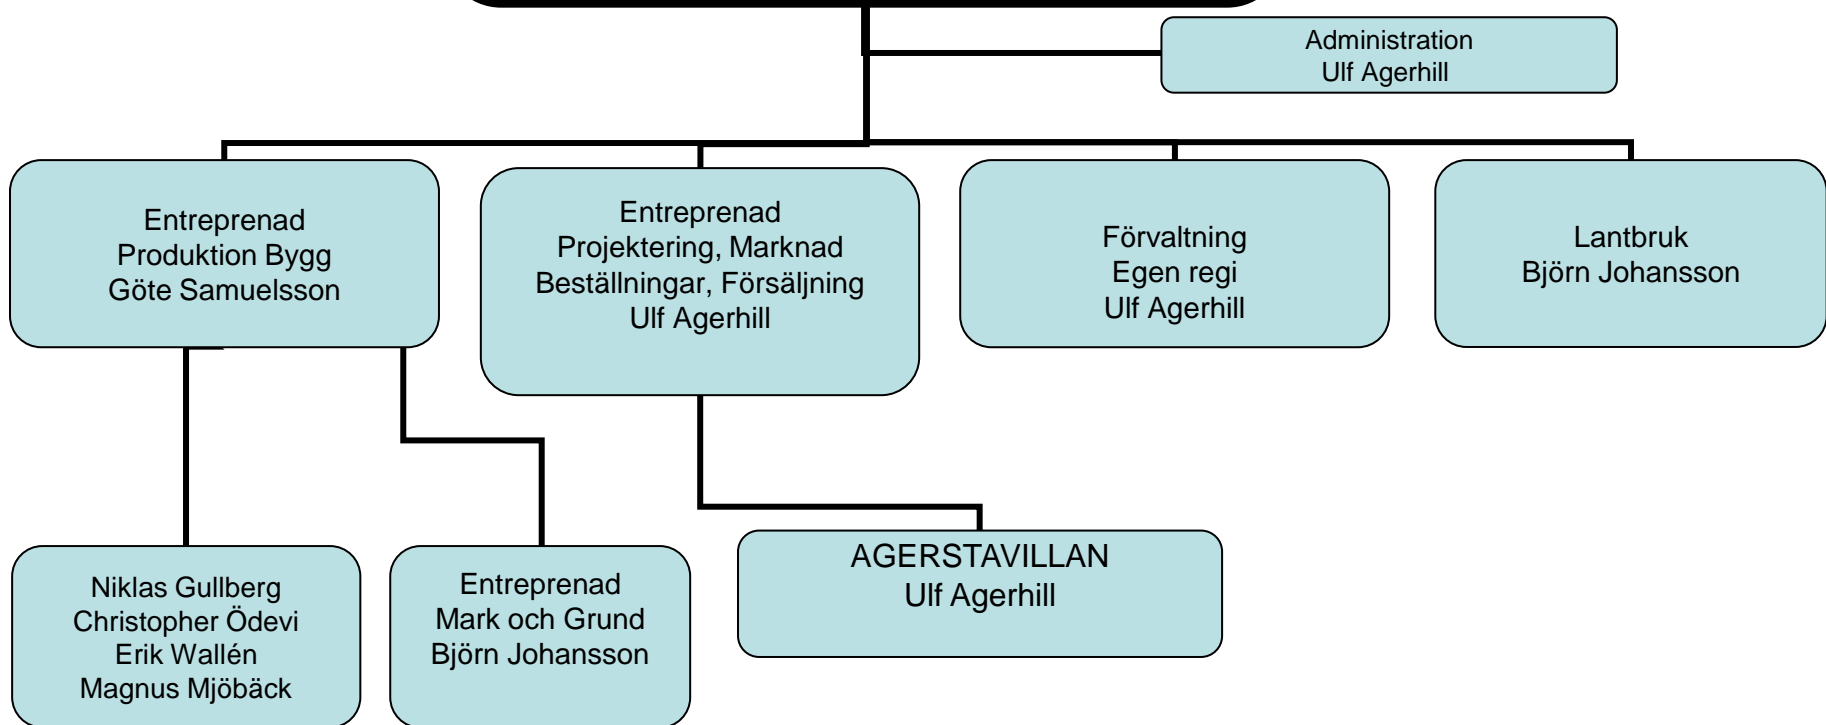 Administration
Ulf Agerhill
Entreprenad
Produktion Bygg
Göte Samuelsson
Entreprenad
Projektering, Marknad
Beställningar, Försäljning
Ulf Agerhill
Förvaltning
Egen regi
Ulf Agerhill
Lantbruk
Björn Johansson
Niklas Gullberg
Christopher Ödevi
Erik Wallén
Magnus Mjöbäck
Entreprenad
Mark och Grund
Björn Johansson
AGERSTAVILLAN
Ulf Agerhill